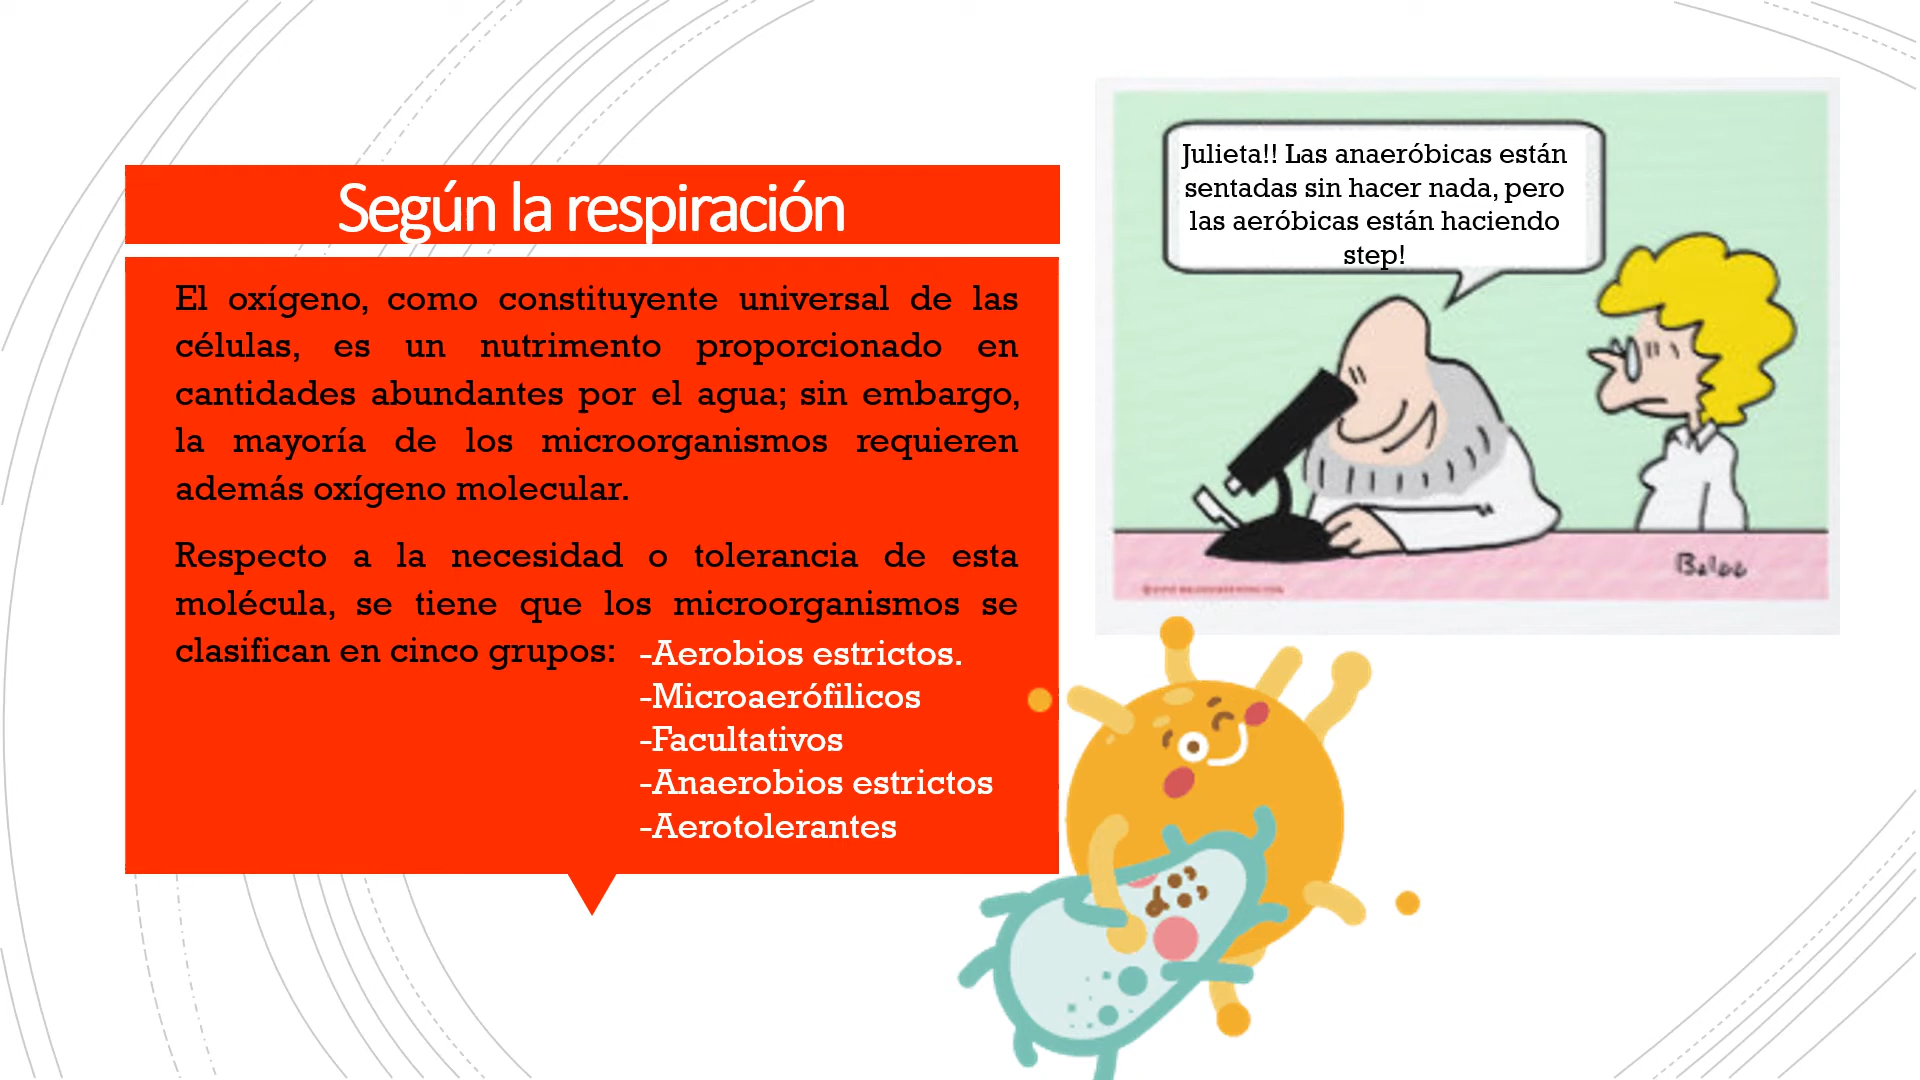 Según la respiración
El oxígeno, como constituyente universal de las
células, es un nutrimento proporcionado en
cantidades abundantes por el agua; sin embargo,
la mayoría de los microorganismos requieren
además oxígeno molecular.
Respecto a la necesidad o tolerancia de esta
molécula, se tiene que los microorganismos se
clasifican en cinco grupos:
-Aerobios estrictos.
-Microaerófilicos
-Facultativos
-Anaerobios estrictos
-Aerotolerantes
Julieta!! Las anaeróbicas están
sentadas sin hacer nada, pero
las aeróbicas están haciendo
step!